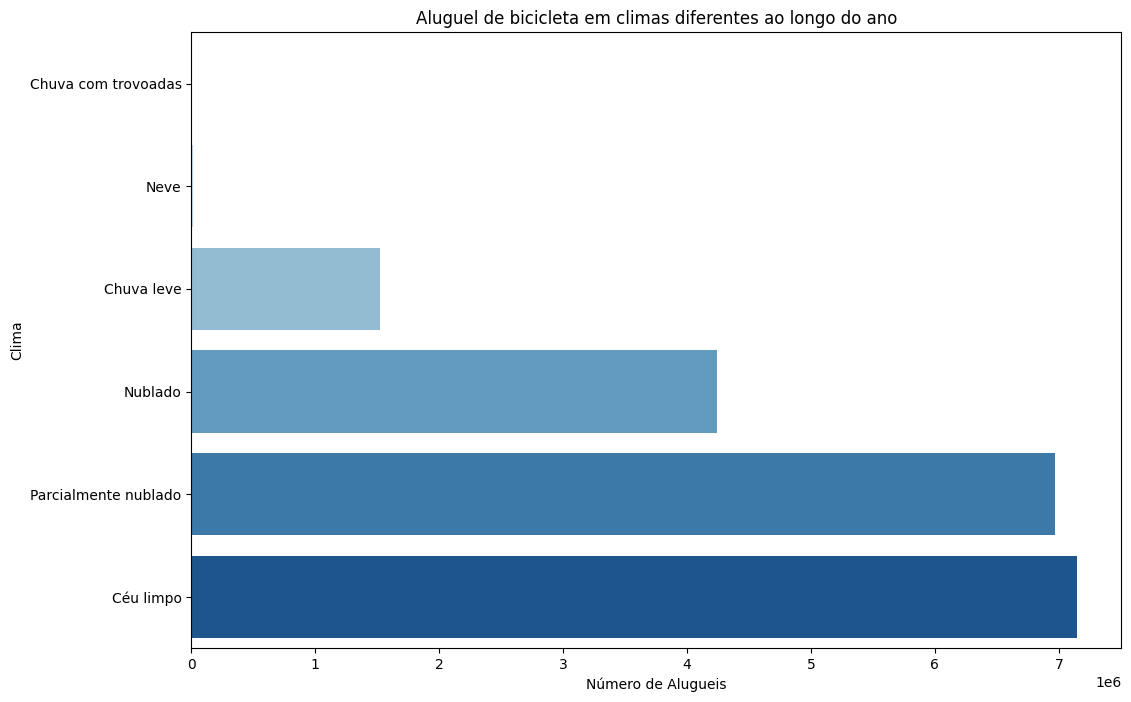 Aluguel de bicicleta em climas diferentes ao longo do ano
Chuva com trovoadas
Neve
Chuva leve
Nublado
Parcialmente nublado
Céu limpo
Clima
0 1 2 3 4 5 6 7
1e6
Número de Alugueis